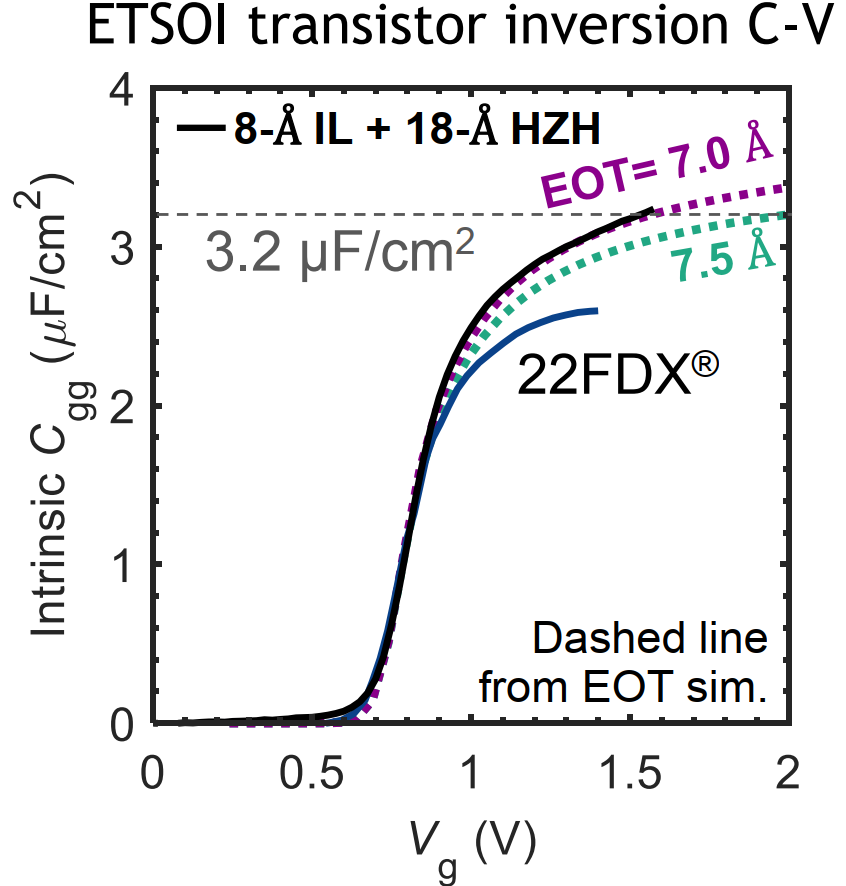 ETSOI transistor inversion C-V
4
3
2
1
0
Intrinsic C gg (μF/cm²)
8-Å IL + 18-Å HZH
EOT= 7.0 Å
3.2 μF/cm²
7.5 Å
22FDX®
Dashed line
from EOT sim.
0 0.5 1 1.5 2
Vg (V)